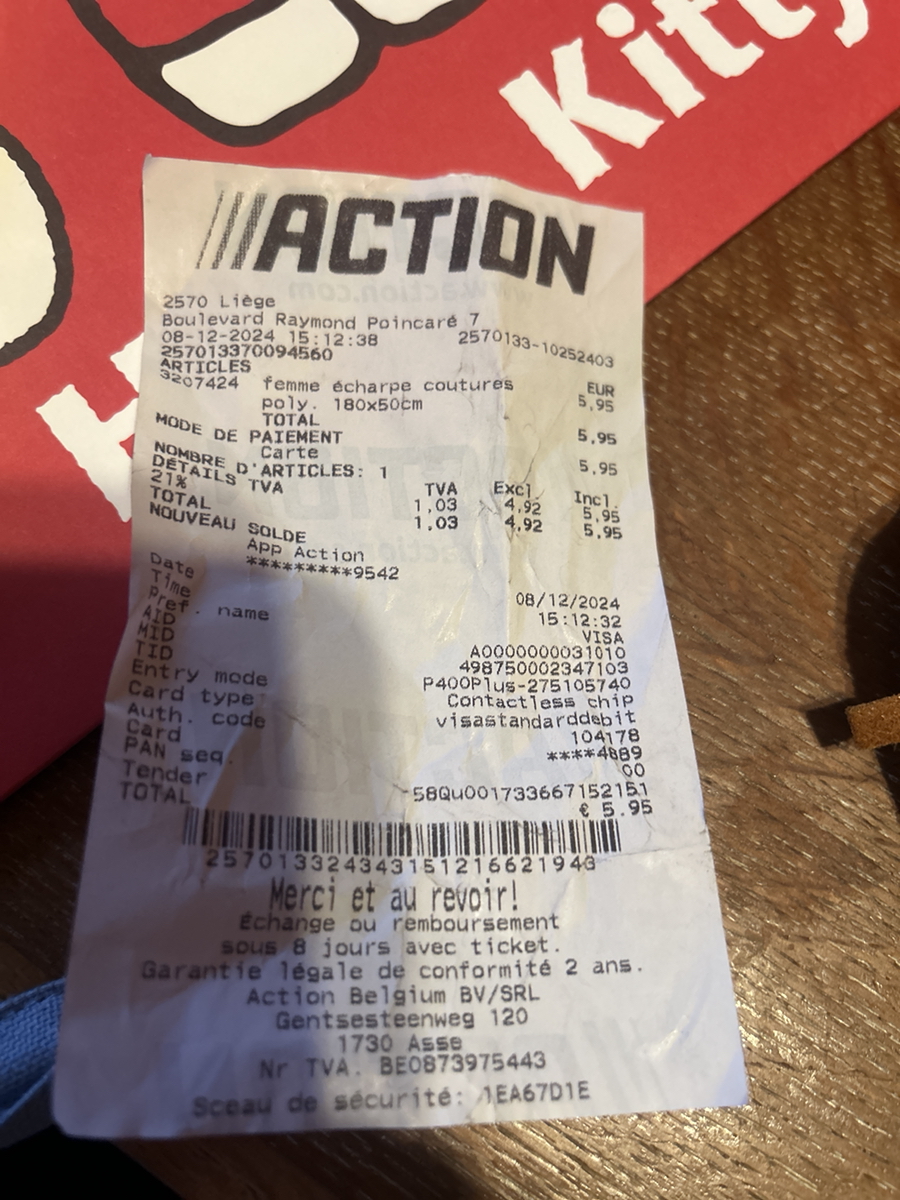 Kitty
H
///ACTION
2570 Liège
Boulevard Raymond Poincaré 7
08-12-2024 15:12:38 2570133-10252403
257013370094560
ARTICLES EUR
3207424 femme écharpe coutures 5,95
poly. 180x50cm
TOTAL 5,95
MODE DE PAIEMENT
Carte 5,95
NOMBRE D'ARTICLES: 1
DÉTAILS TVA TVA Excl. Incl.
21% 1,03 4,92 5,95
TOTAL 1,03 4,92 5,95
NOUVEAU SOLDE
App Action
*********9542
Date 08/12/2024
Time 15:12:32
Pref. name VISA
AID A0000000031010
MID 498750002347103
TID P400Plus-275105740
Entry mode Contactless chip
Card type visastandarddebit
Auth. code 104178
Card ****4889
PAN seq. 00
Tender 58Qu001733667152151
TOTAL € 5.95
257013324343151216621943
Merci et au revoir!
Échange ou remboursement
sous 8 jours avec ticket.
Garantie légale de conformité 2 ans.
Action Belgium BV/SRL
Gentsesteenweg 120
1730 Asse
Nr TVA. BE0873975443
Sceau de sécurité: 1EA67D1E